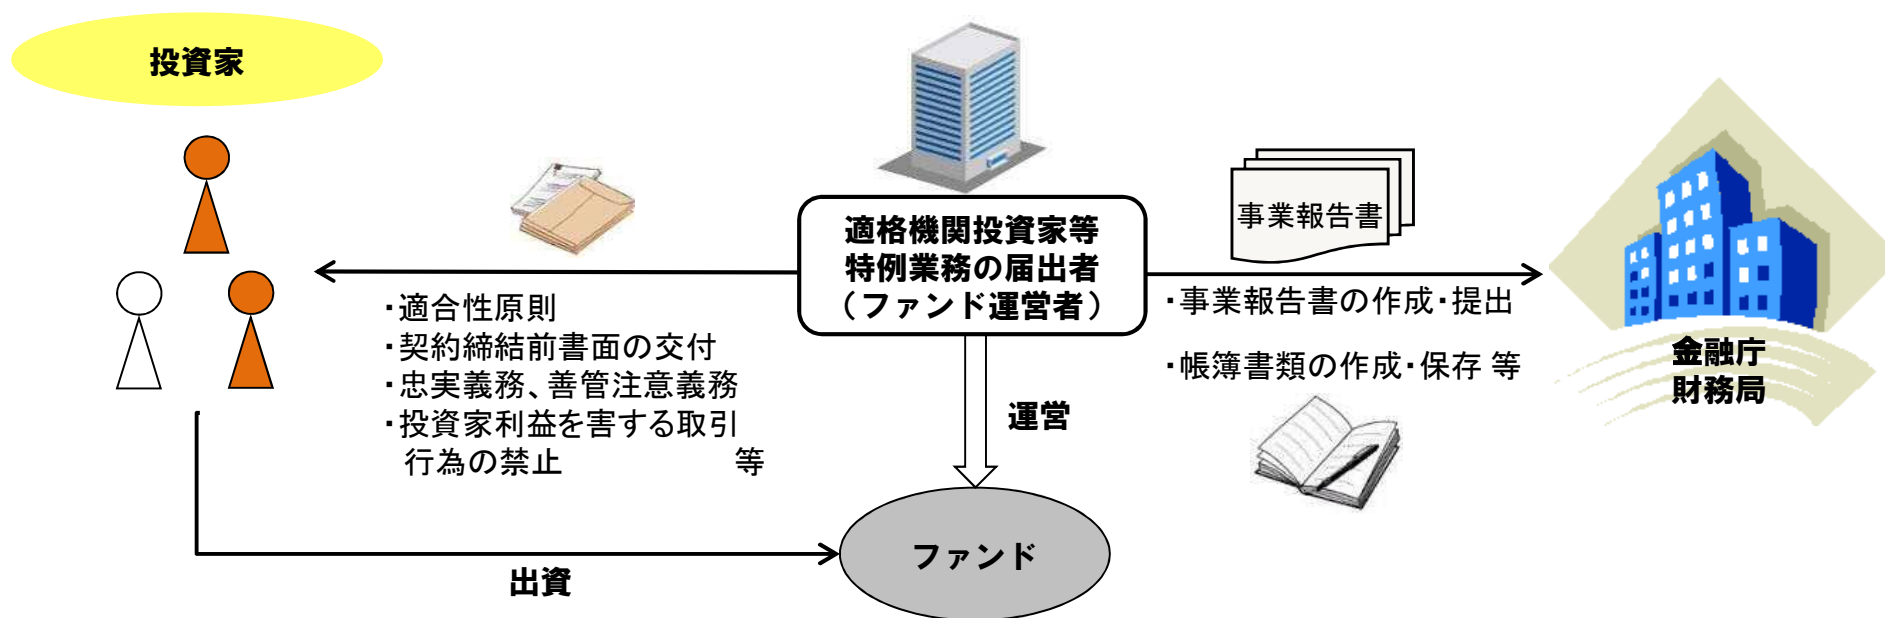 投資家
適格機関投資家等
特例業務の届出者
（ファンド運営者）
・適合性原則
・契約締結前書面の交付
・忠実義務、善管注意義務
・投資家利益を害する取引
行為の禁止 等
事業報告書
・事業報告書の作成・提出
・帳簿書類の作成・保存 等
金融庁
財務局
運営
ファンド
出資